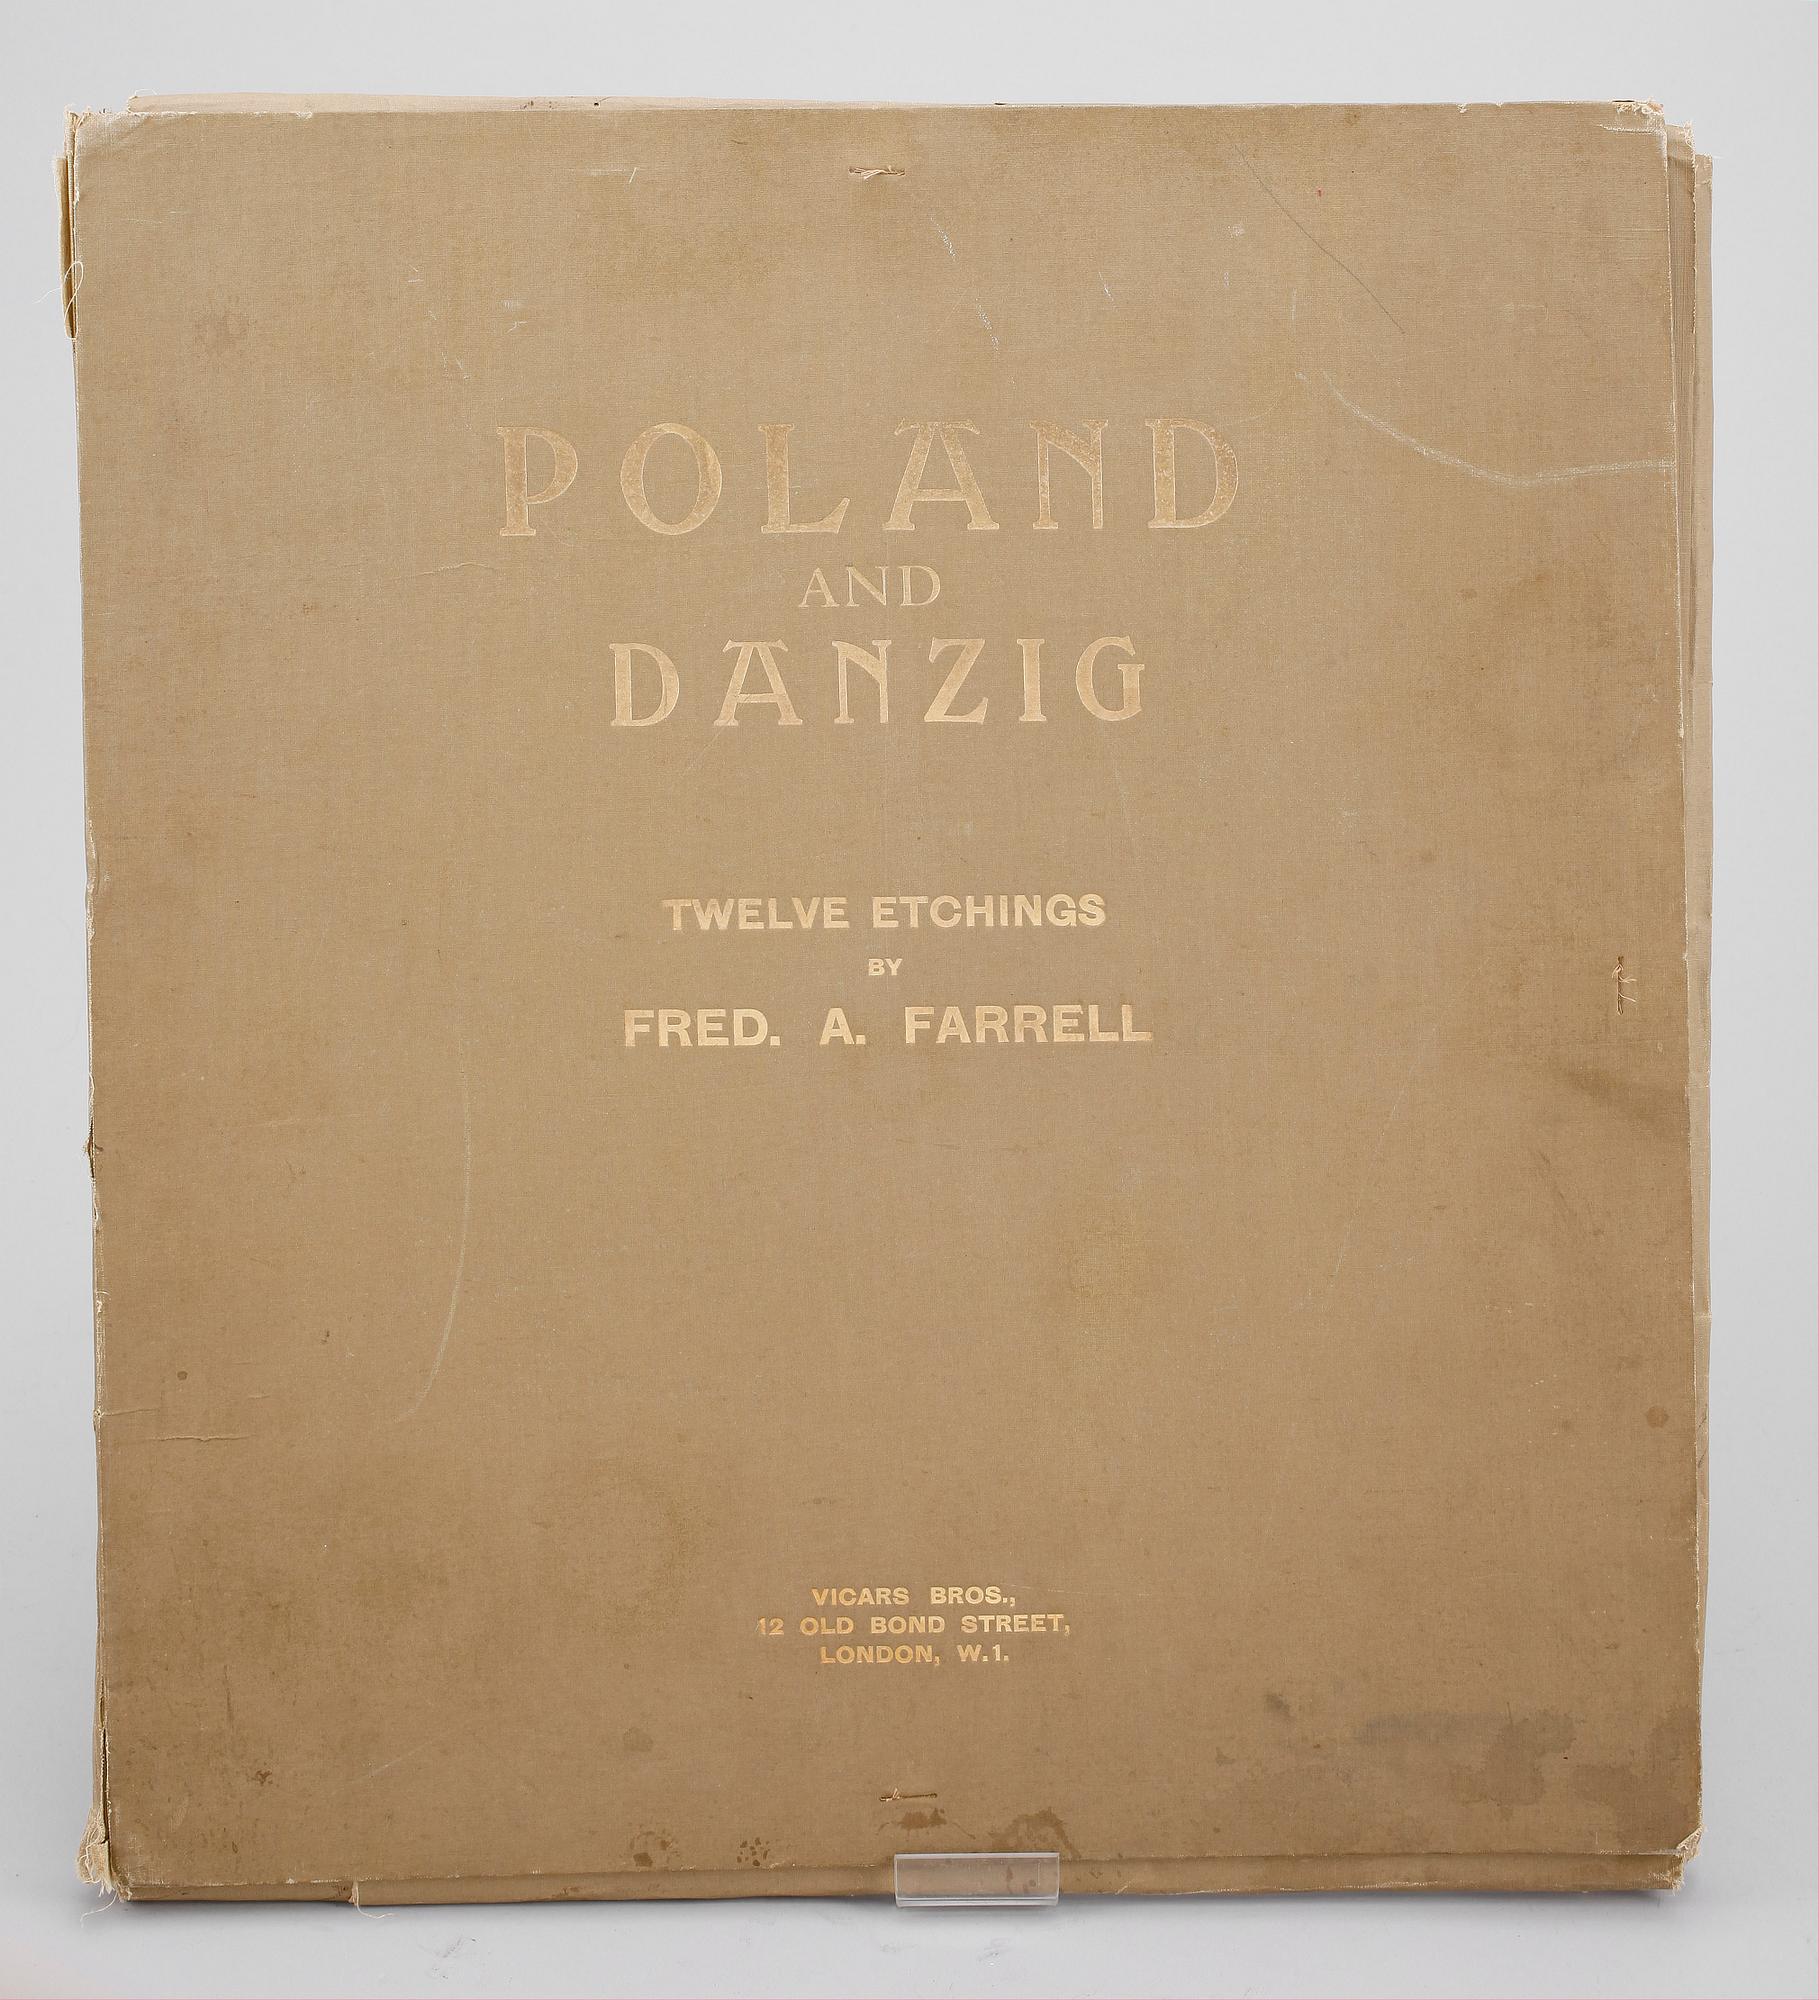 POLAND
AND
DANZIG
TWELVE ETCHINGS
BY
FRED. A. FARRELL
VICARS BROS.,
12 OLD BOND STREET,
LONDON, W.1.